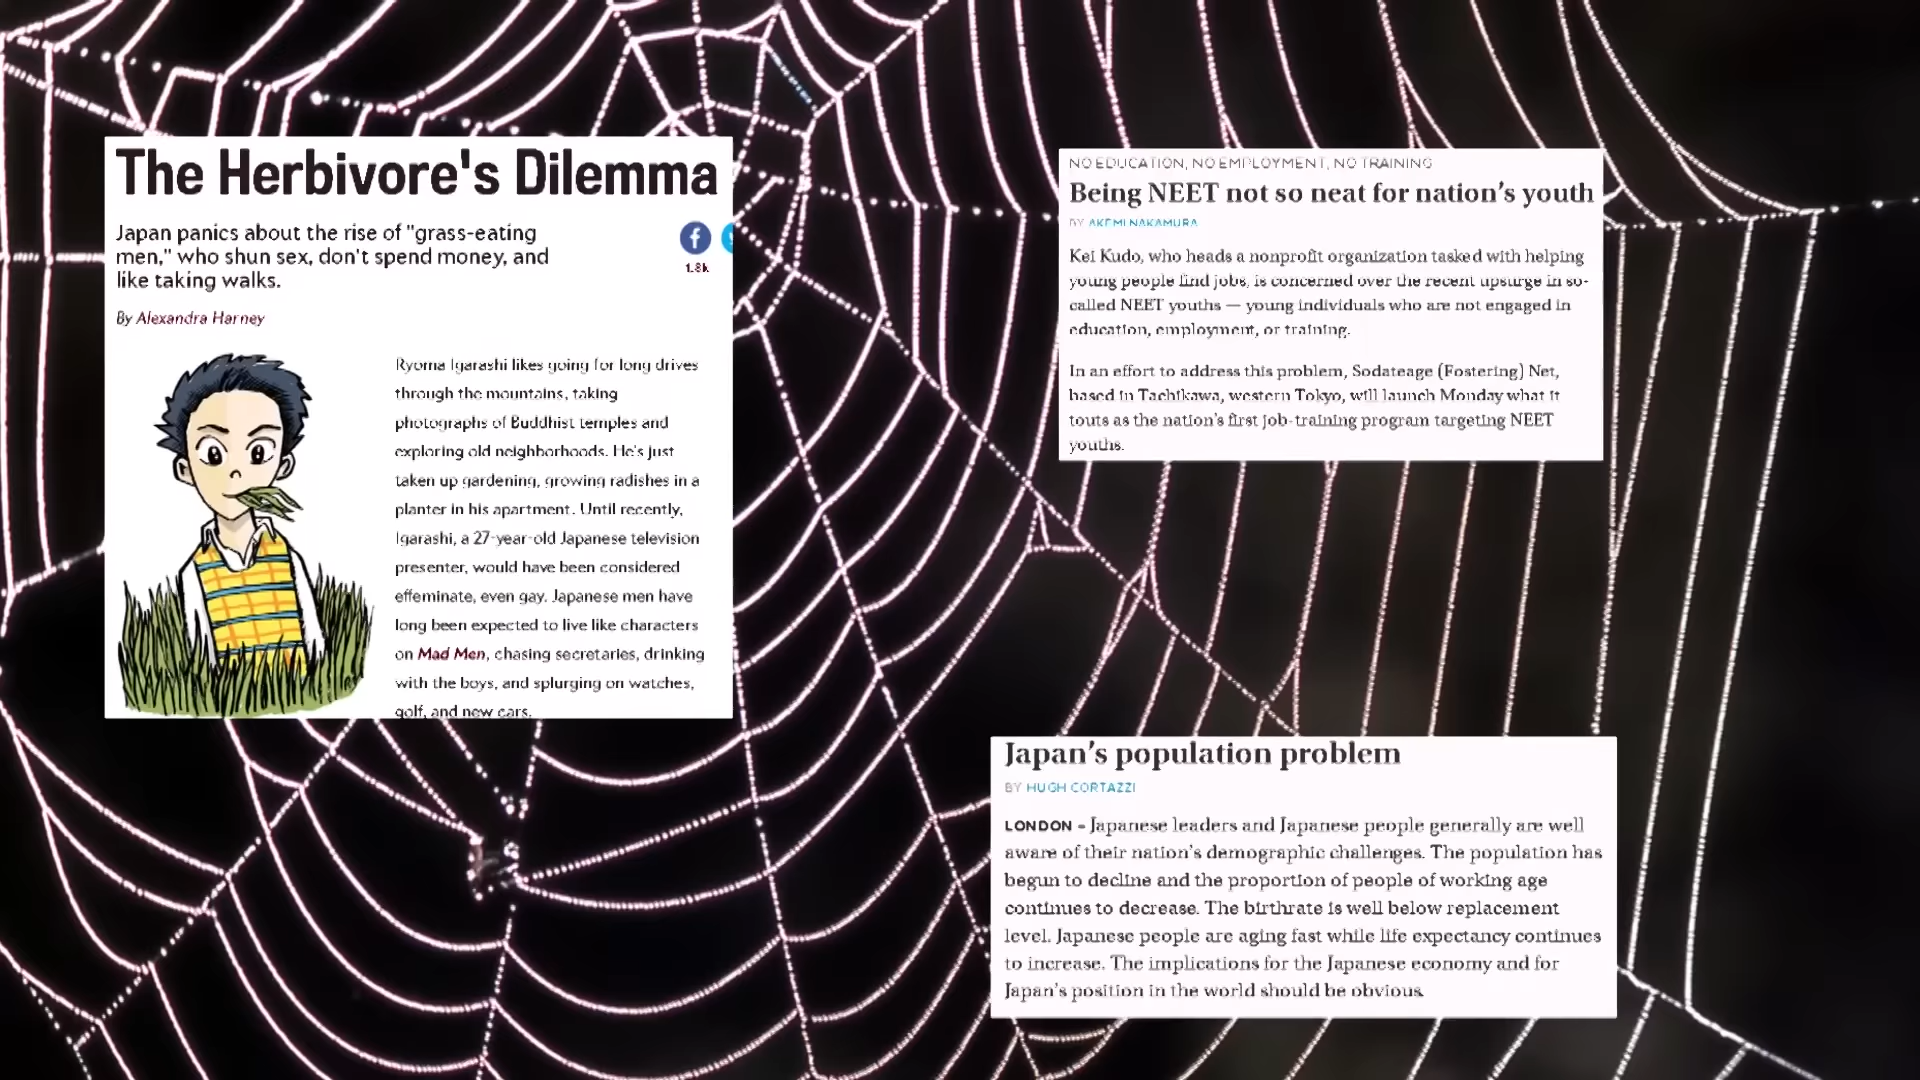 The Herbivore's Dilemma
Japan panics about the rise of "grass-eating
men," who shun sex, don't spend money, and
like taking walks.
1.8k
By Alexandra Harney
Ryoma Igarashi likes going for long drives
through the mountains, taking
photographs of Buddhist temples and
exploring old neighborhoods. He's just
taken up gardening, growing radishes in a
planter in his apartment. Until recently,
Igarashi, a 27-year-old Japanese television
presenter, would have been considered
effeminate, even gay. Japanese men have
long been expected to live like characters
on Mad Men, chasing secretaries, drinking
with the boys, and splurging on watches,
golf, and new cars.
NO EDUCATION, NO EMPLOYMENT, NO TRAINING
Being NEET not so neat for nation's youth
BY AKEMI NAKAMURA
Kei Kudo, who heads a nonprofit organization tasked with helping
young people find jobs, is concerned over the recent upsurge in so-
called NEET youths — young individuals who are not engaged in
education, employment, or training.
In an effort to address this problem, Sodateage (Fostering) Net,
based in Tachikawa, western Tokyo, will launch Monday what it
touts as the nation's first job-training program targeting NEET
youths.
Japan's population problem
BY HUGH CORTAZZI
LONDON – Japanese leaders and Japanese people generally are well
aware of their nation's demographic challenges. The population has
begun to decline and the proportion of people of working age
continues to decrease. The birthrate is well below replacement
level. Japanese people are aging fast while life expectancy continues
to increase. The implications for the Japanese economy and for
Japan's position in the world should be obvious.